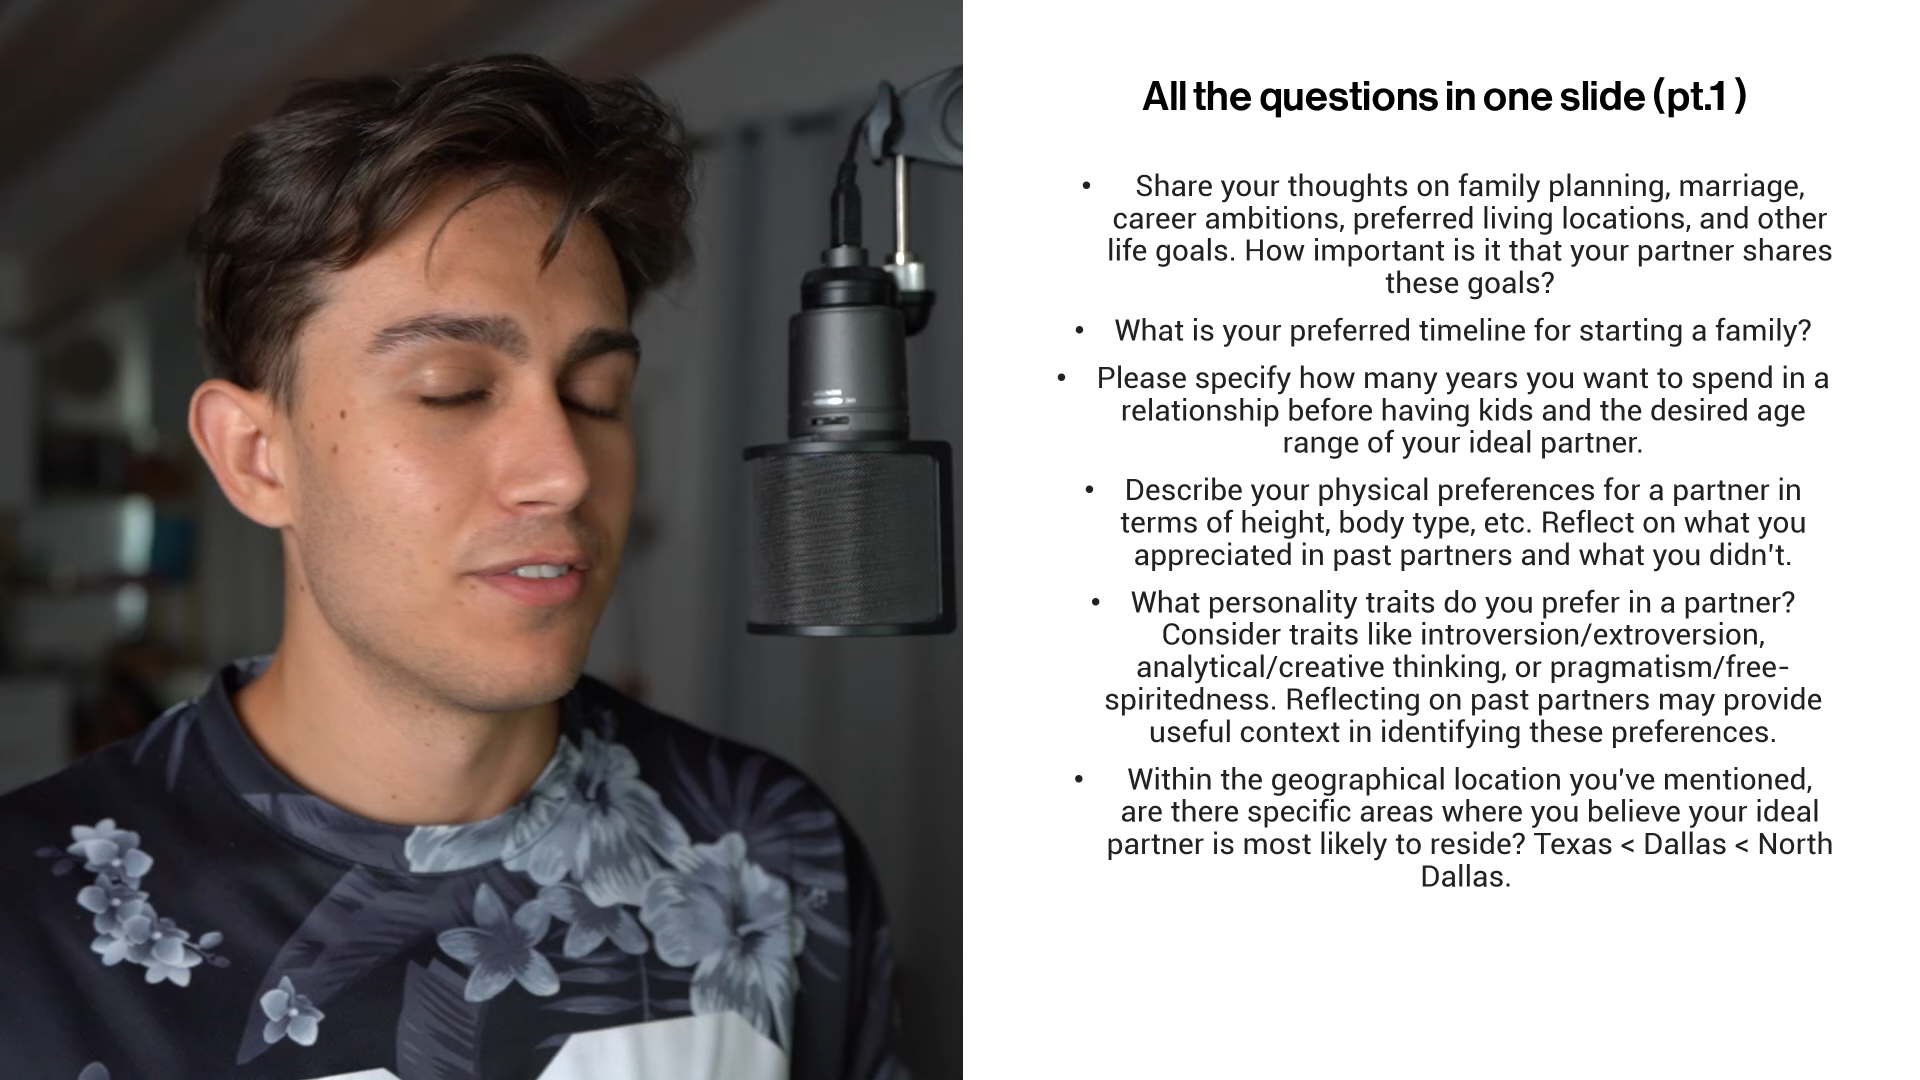 All the questions in one slide (pt.1 )
• Share your thoughts on family planning, marriage,
career ambitions, preferred living locations, and other
life goals. How important is it that your partner shares
these goals?
• What is your preferred timeline for starting a family?
• Please specify how many years you want to spend in a
relationship before having kids and the desired age
range of your ideal partner.
• Describe your physical preferences for a partner in
terms of height, body type, etc. Reflect on what you
appreciated in past partners and what you didn't.
• What personality traits do you prefer in a partner?
Consider traits like introversion/extroversion,
analytical/creative thinking, or pragmatism/free-
spiritedness. Reflecting on past partners may provide
useful context in identifying these preferences.
• Within the geographical location you've mentioned,
are there specific areas where you believe your ideal
partner is most likely to reside? Texas < Dallas < North
Dallas.